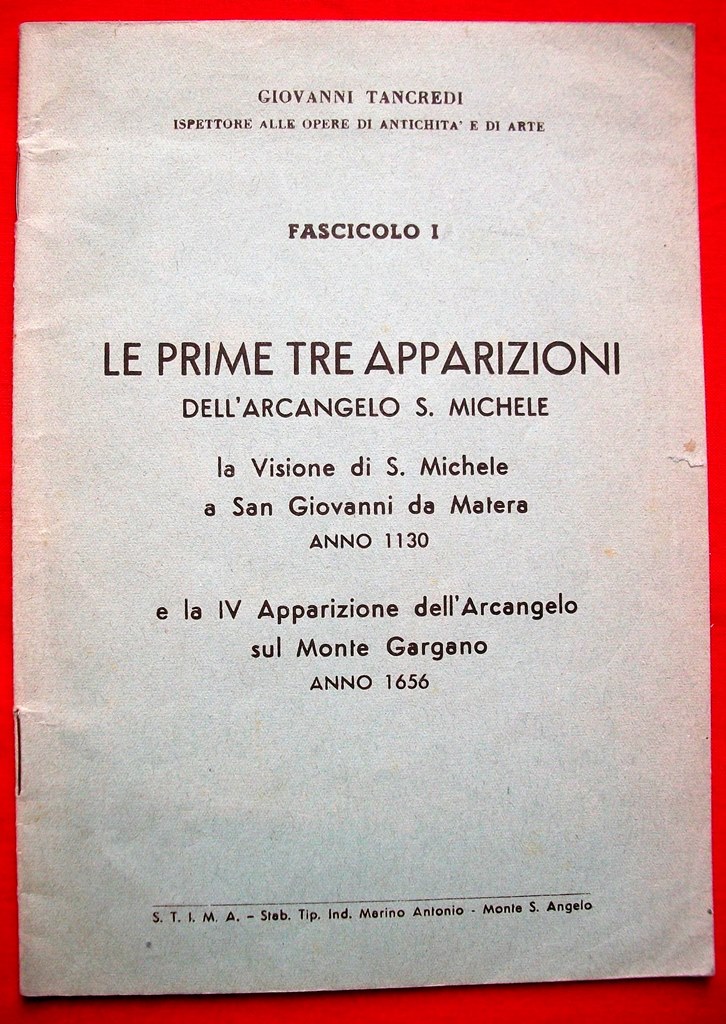 GIOVANNI TANCREDI
ISPETTORE ALLE OPERE DI ANTICHITA' E DI ARTE
FASCICOLO I
LE PRIME TRE APPARIZIONI
DELL'ARCANGELO S. MICHELE
la Visione di S. Michele
a San Giovanni da Matera
ANNO 1130
e la IV Apparizione dell'Arcangelo
sul Monte Gargano
ANNO 1656
S. T. I. M. A. – Stab. Tip. Ind. Marino Antonio - Monte S. Angelo